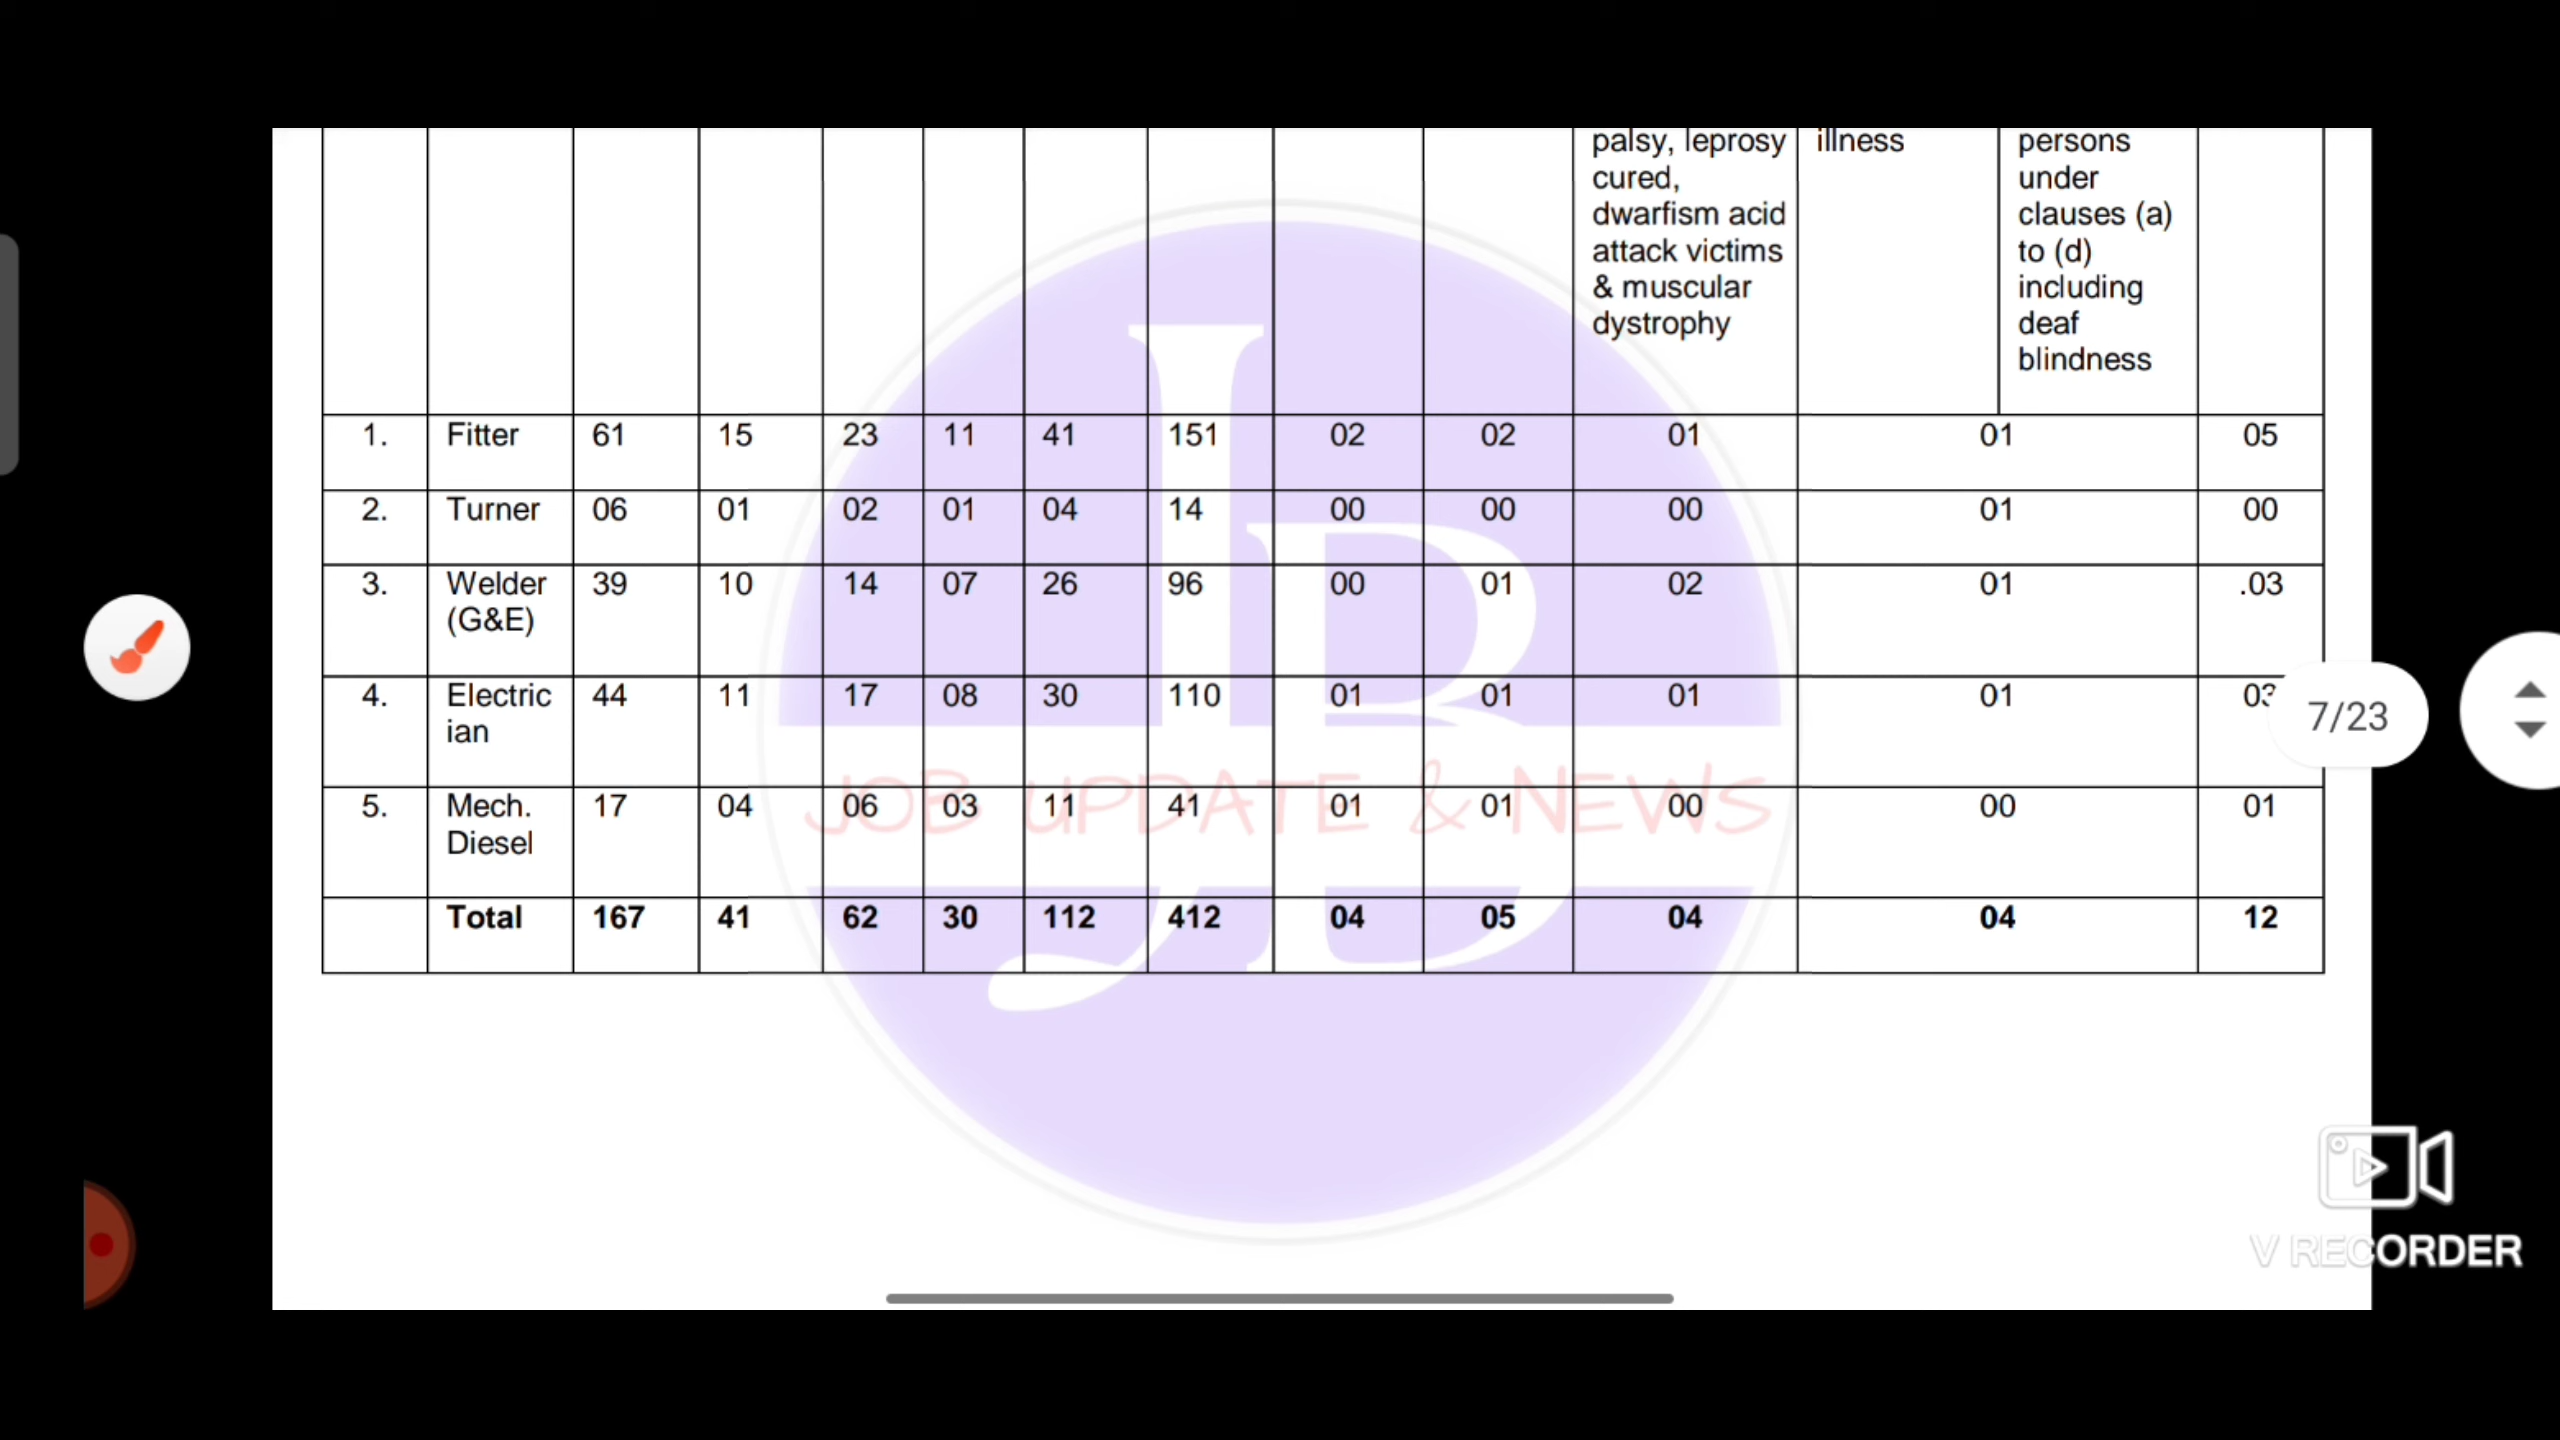 palsy, leprosy illness persons
cured, under
dwarfism acid clauses (a)
attack victims to (d)
& muscular including
dystrophy deaf
blindness
1. Fitter 61 15 23 11 41 151 02 02 01 01 05
2. Turner 06 01 02 01 04 14 00 00 00 01 00
3. Welder 39 10 14 07 26 96 00 01 02 01 .03
(G&E)
4. Electric 44 11 17 08 30 110 01 01 01 01 03
ian
7/23
5. Mech. 17 04 06 03 11 41 01 01 00 00 01
Diesel
JOB UPDATE & NEWS
Total 167 41 62 30 112 412 04 05 04 04 12
V RECORDER